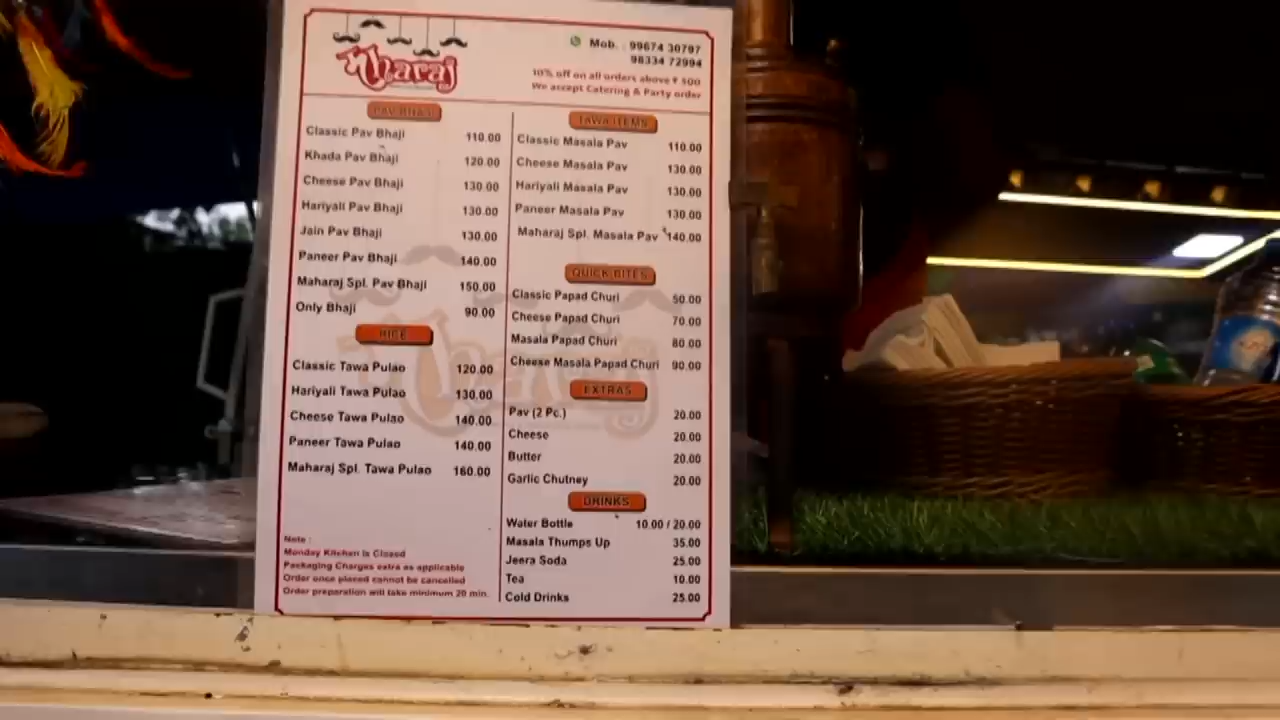 Mharaj
Mob. : 99674 30797
98334 72994
10% off on all orders above ₹ 500
We accept Catering & Party order
PAV BHAJI
Classic Pav Bhaji 110.00
Khada Pav Bhaji 120.00
Cheese Pav Bhaji 130.00
Hariyali Pav Bhaji 130.00
Jain Pav Bhaji 130.00
Paneer Pav Bhaji 140.00
Maharaj Spl. Pav Bhaji 150.00
Only Bhaji 90.00
RICE
Classic Tawa Pulao 120.00
Hariyali Tawa Pulao 130.00
Cheese Tawa Pulao 140.00
Paneer Tawa Pulao 140.00
Maharaj Spl. Tawa Pulao 160.00
Note :
Monday Kitchen is Closed
Packaging Charges extra as applicable
Order once placed cannot be cancelled
Order preparation will take minimum 20 min.
TAWA ITEMS
Classic Masala Pav 110.00
Cheese Masala Pav 130.00
Hariyali Masala Pav 130.00
Paneer Masala Pav 130.00
Maharaj Spl. Masala Pav 140.00
QUICK BITES
Classic Papad Churi 50.00
Cheese Papad Churi 70.00
Masala Papad Churi 80.00
Cheese Masala Papad Churi 90.00
EXTRAS
Pav (2 Pc.) 20.00
Cheese 20.00
Butter 20.00
Garlic Chutney 20.00
DRINKS
Water Bottle 10.00 / 20.00
Masala Thumps Up 35.00
Jeera Soda 25.00
Tea 10.00
Cold Drinks 25.00